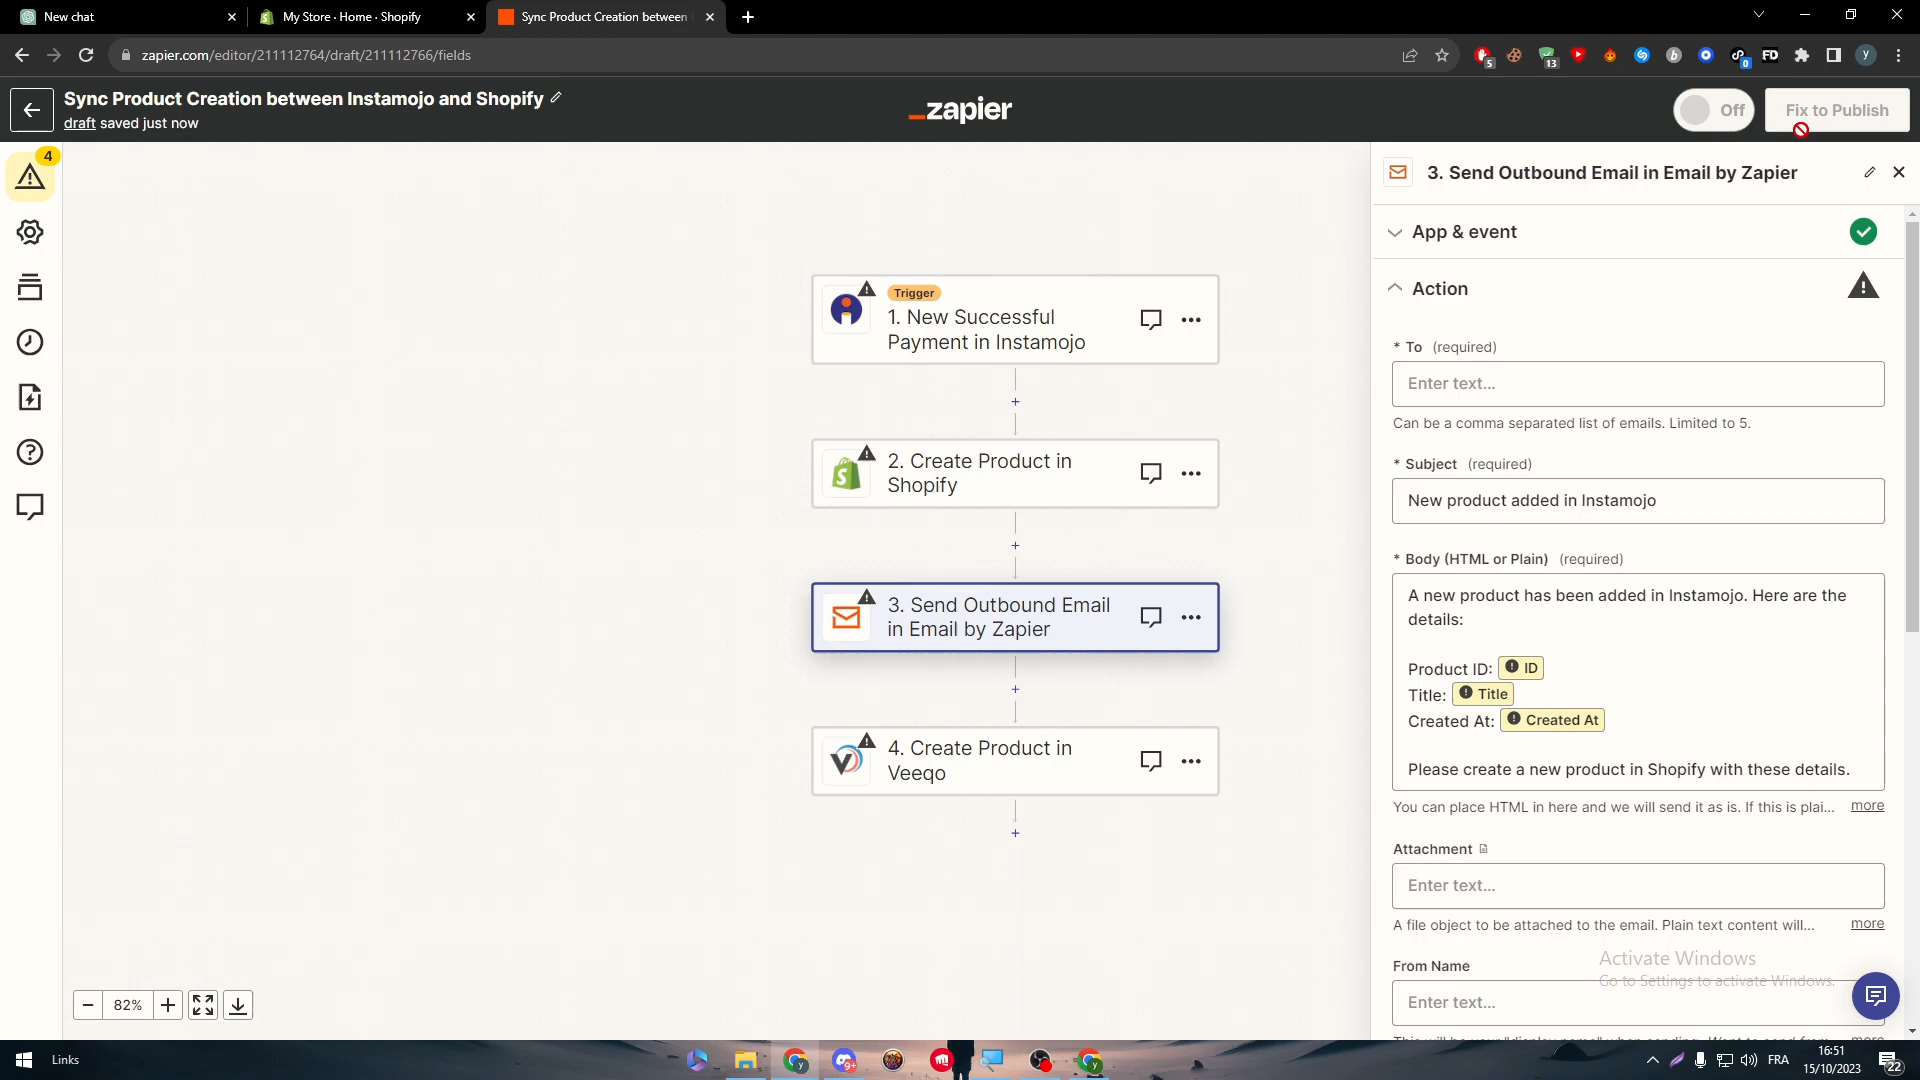 New chat
My Store · Home · Shopify
Sync Product Creation between
zapier.com/editor/211112764/draft/211112766/fields
5
13
b
0
FD
y
Sync Product Creation between Instamojo and Shopify
draft saved just now
_zapier
Off
Fix to Publish
4
3. Send Outbound Email in Email by Zapier
App & event
Action
* To (required)
Enter text...
Can be a comma separated list of emails. Limited to 5.
* Subject (required)
New product added in Instamojo
* Body (HTML or Plain) (required)
A new product has been added in Instamojo. Here are the
details:
Product ID: ID
Title: Title
Created At: Created At
Please create a new product in Shopify with these details.
You can place HTML in here and we will send it as is. If this is plai... more
Attachment
Enter text...
A file object to be attached to the email. Plain text content will... more
From Name
Enter text...
Trigger
1. New Successful
Payment in Instamojo
2. Create Product in
Shopify
3. Send Outbound Email
in Email by Zapier
4. Create Product in
Veeqo
82%
Activate Windows
Go to Settings to activate Windows.
Links
9+
FRA
16:51
15/10/2023
22